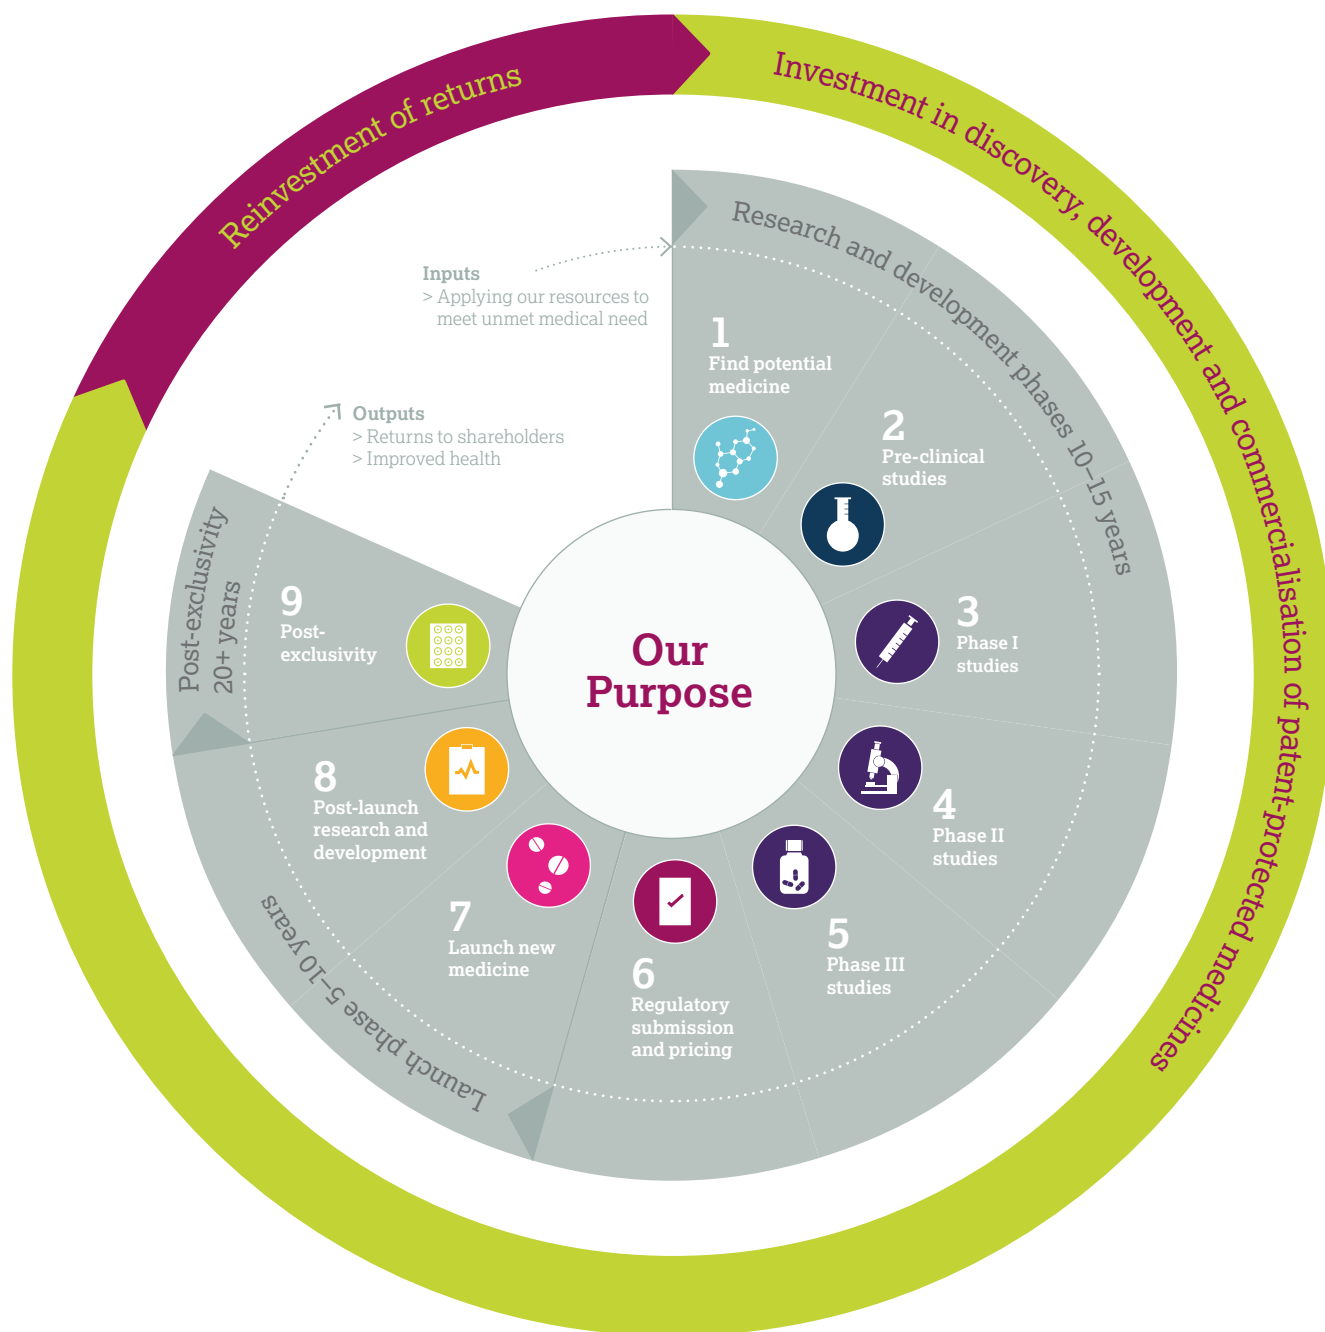 Reinvestment of returns
Investment in discovery, development and commercialisation of patent-protected medicines
Inputs
> Applying our resources to
meet unmet medical need
Outputs
> Returns to shareholders
> Improved health
Research and development phases 10–15 years
1
Find potential
medicine
2
Pre-clinical
studies
3
Phase I
studies
4
Phase II
studies
5
Phase III
studies
6
Regulatory
submission
and pricing
Launch phase 5–10 years
7
Launch new
medicine
8
Post-launch
research and
development
Post-exclusivity
20+ years
9
Post-
exclusivity
Our
Purpose